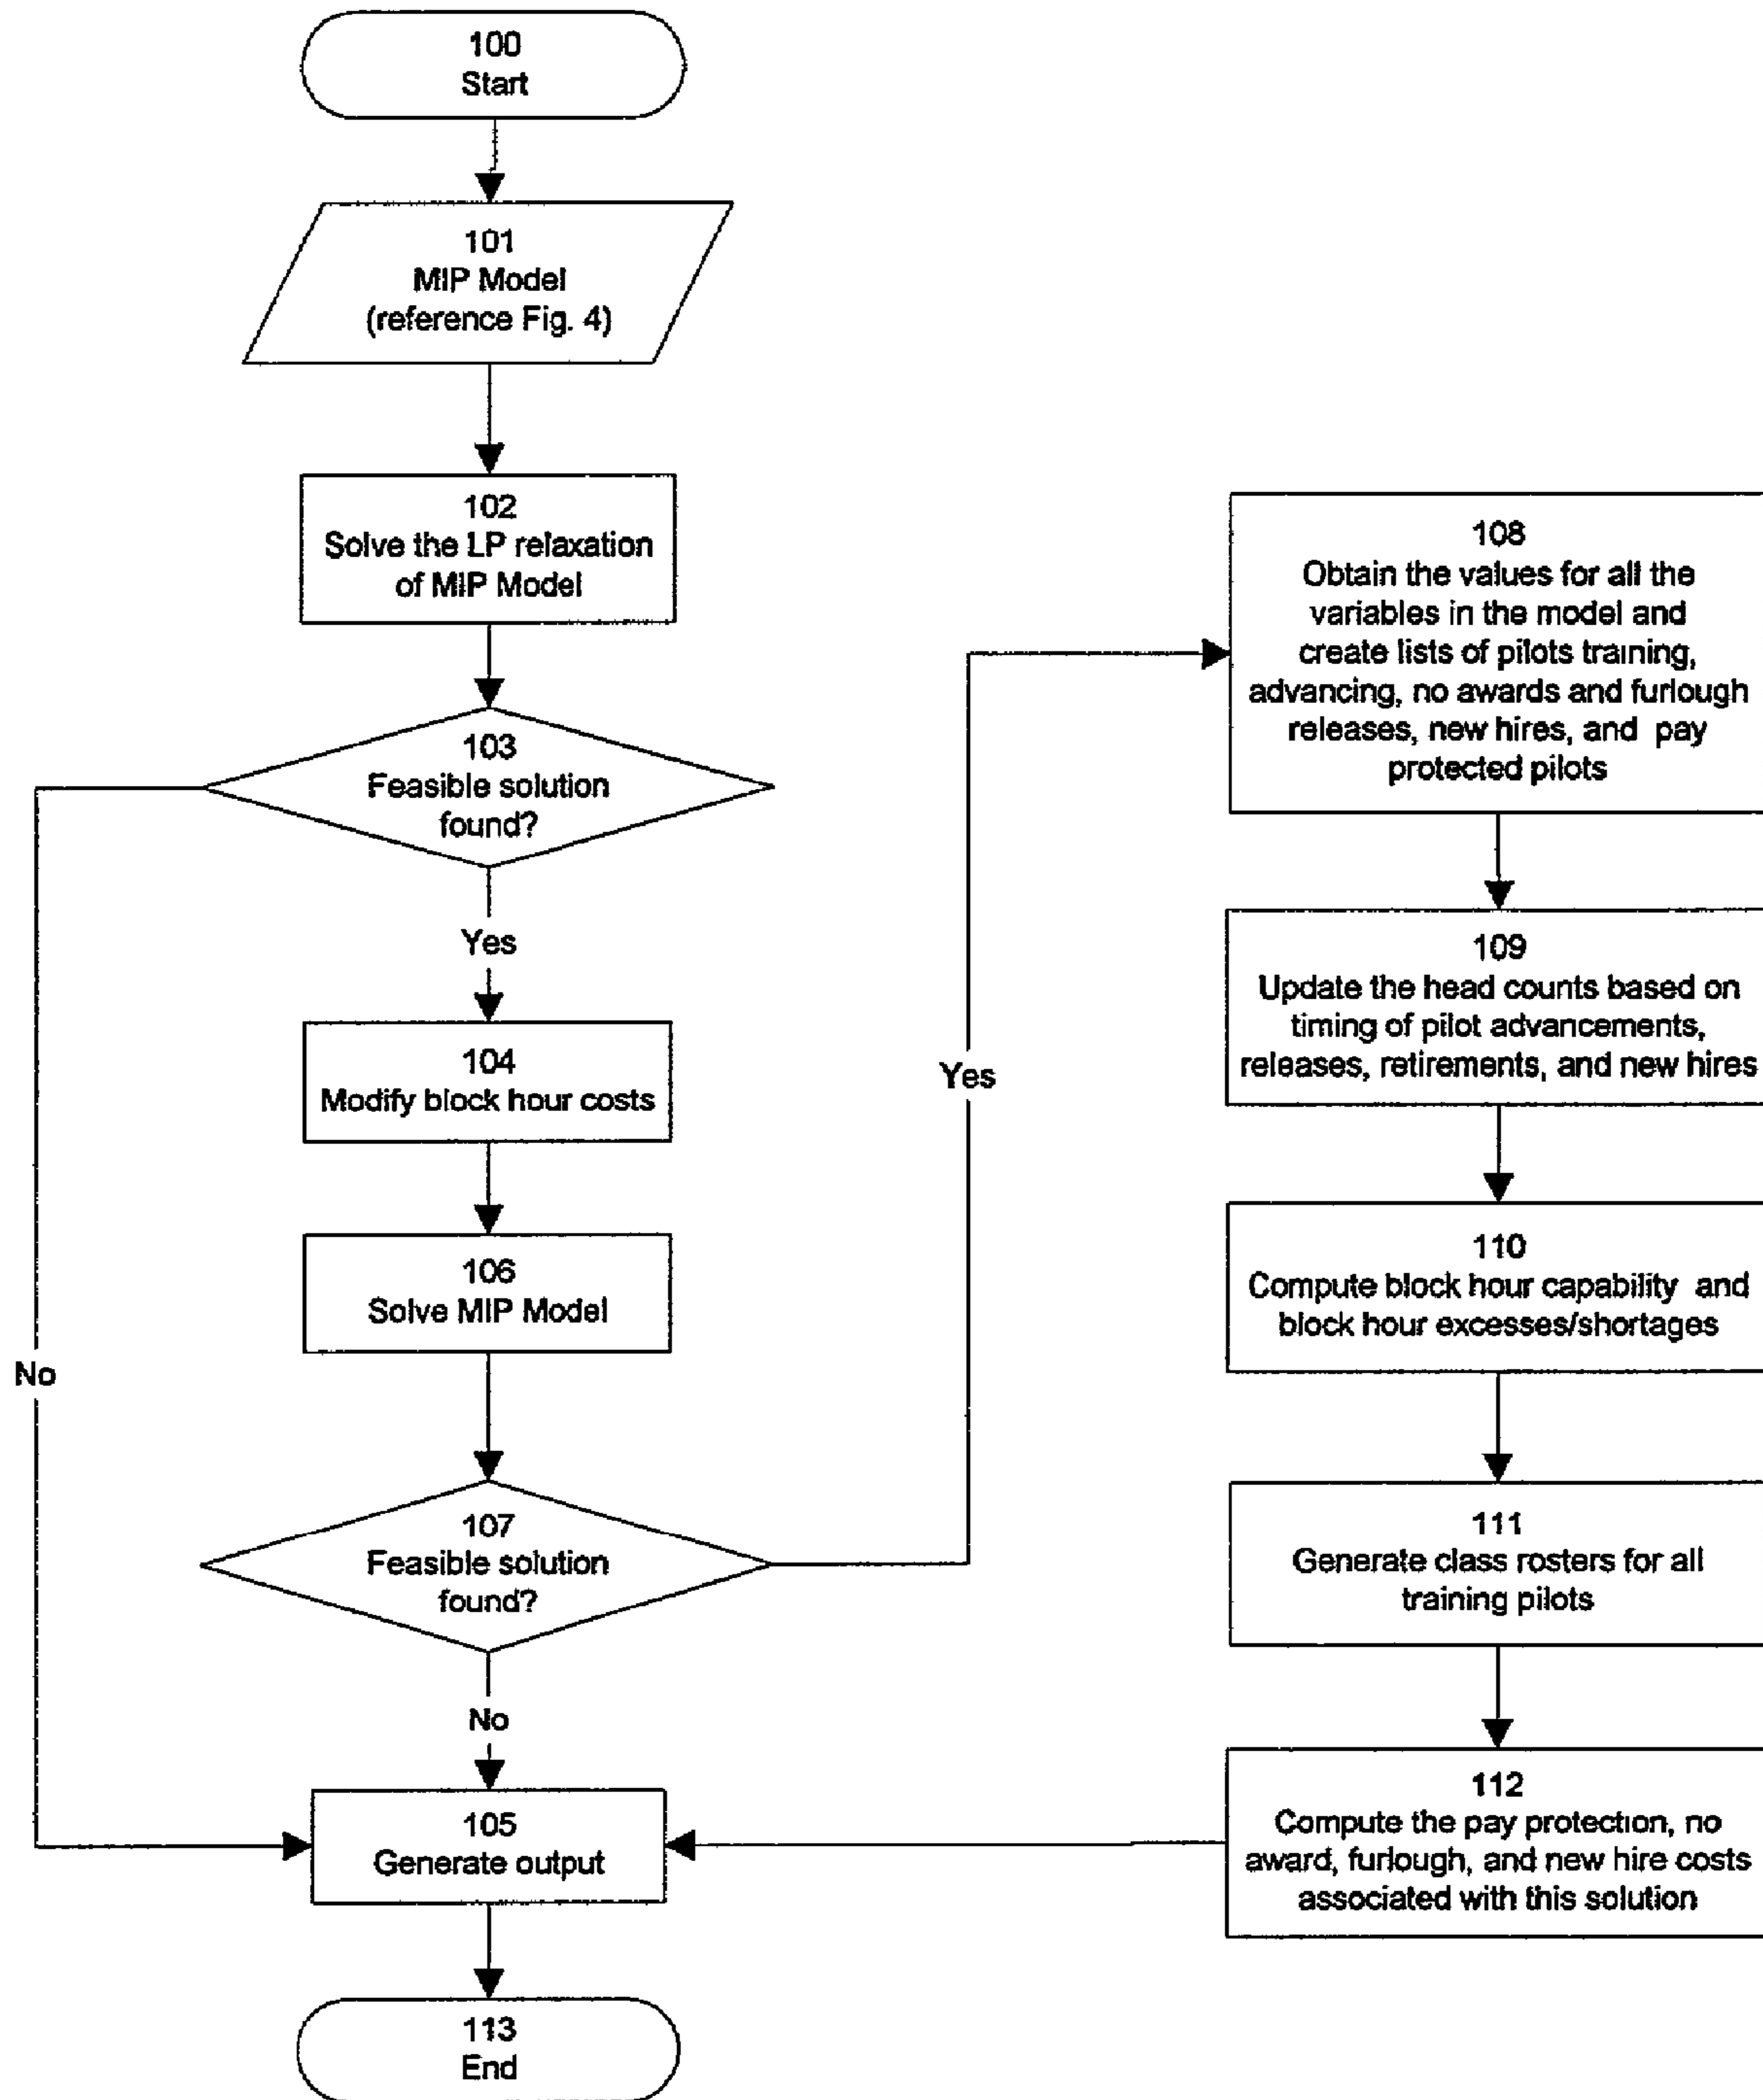 100
Start
101
MIP Model
(reference Fig. 4)
102
Solve the LP relaxation
of MIP Model
103
Feasible solution
found?
Yes
104
Modify block hour costs
106
Solve MIP Model
No
107
Feasible solution
found?
No
105
Generate output
113
End
Yes
108
Obtain the values for all the
variables in the model and
create lists of pilots training,
advancing, no awards and furlough
releases, new hires, and pay
protected pilots
109
Update the head counts based on
timing of pilot advancements,
releases, retirements, and new hires
110
Compute block hour capability and
block hour excesses/shortages
111
Generate class rosters for all
training pilots
112
Compute the pay protection, no
award, furlough, and new hire costs
associated with this solution